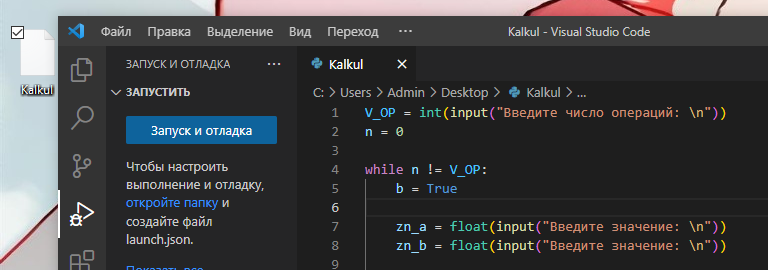 Kalkul
Файл Правка Выделение Вид Переход ··· Kalkul - Visual Studio Code
ЗАПУСК И ОТЛАДКА ···
ЗАПУСТИТЬ
Запуск и отладка
Чтобы настроить
выполнение и отладку,
откройте папку и
создайте файл
launch.json.
Kalkul
C: > Users > Admin > Desktop > Kalkul > ...
1 V_OP = int(input("Введите число операций: \n"))
2 n = 0
3
4 while n != V_OP:
5 b = True
6
7 zn_a = float(input("Введите значение: \n"))
8 zn_b = float(input("Введите значение: \n"))